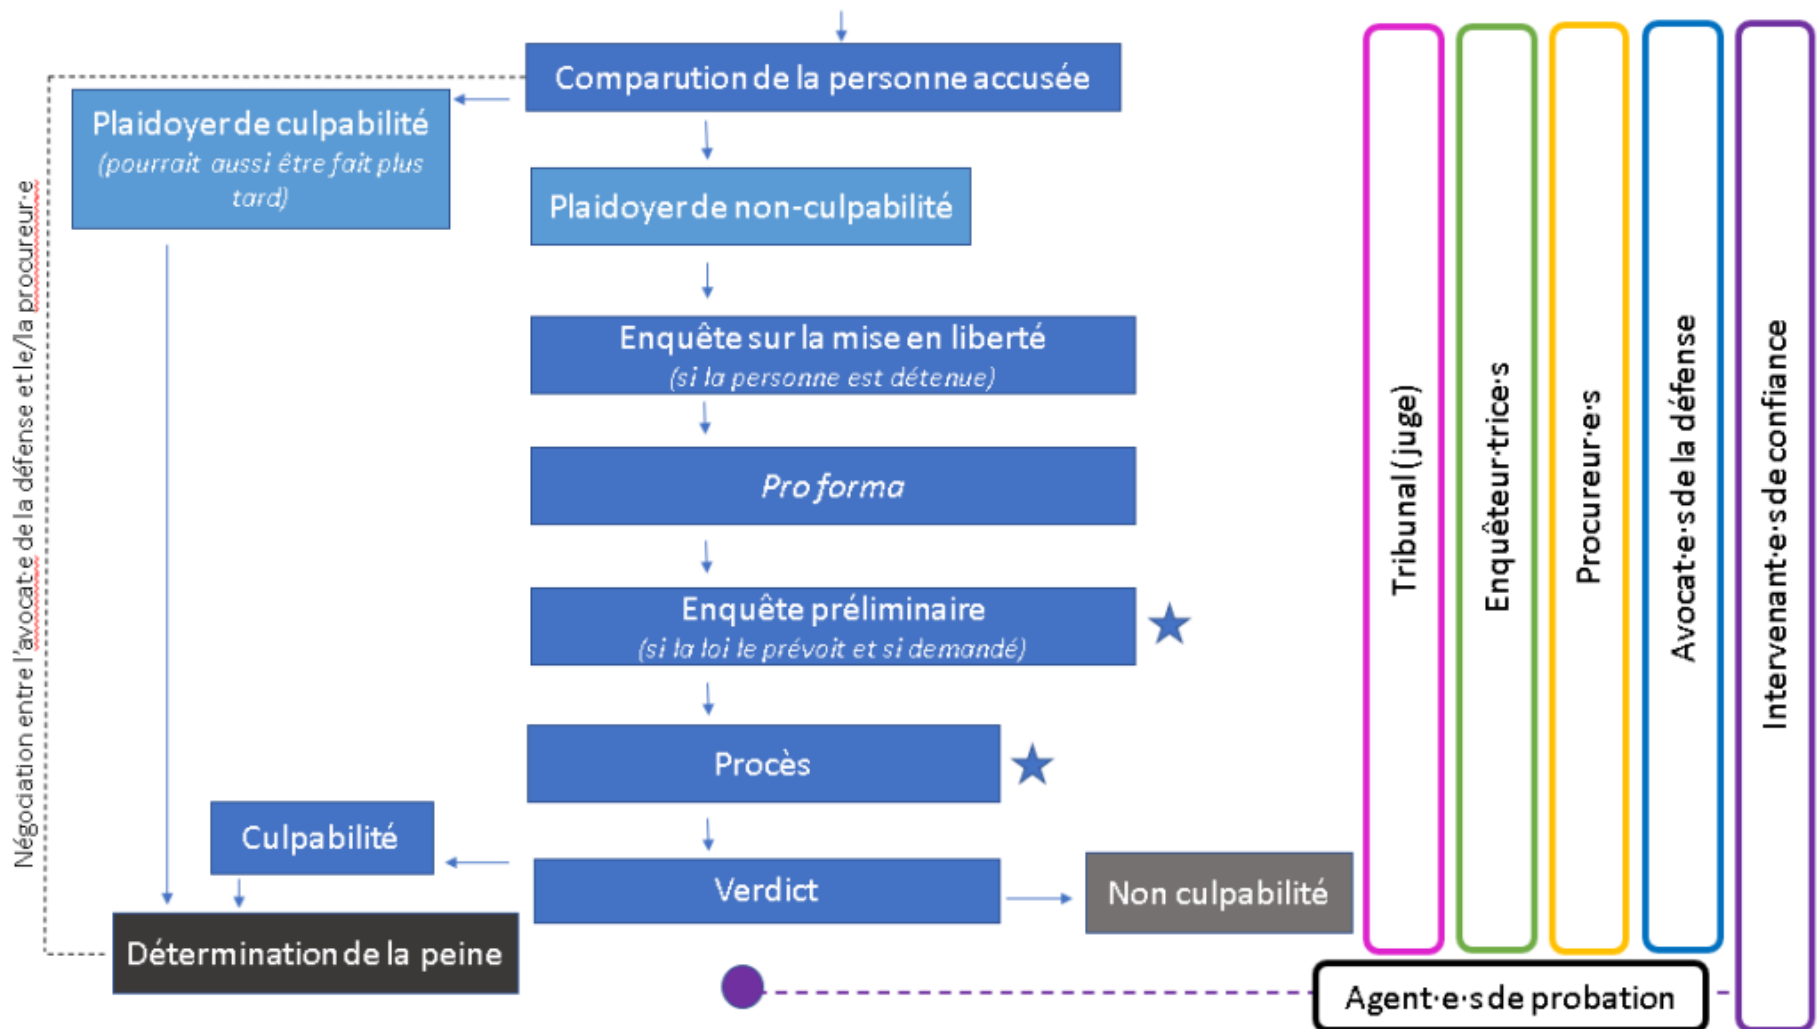 Comparution de la personne accusée
Plaidoyer de culpabilité
(pourrait aussi être fait plus
tard)
Plaidoyer de non-culpabilité
Enquête sur la mise en liberté
(si la personne est détenue)
Pro forma
Enquête préliminaire
(si la loi le prévoit et si demandé)
Procès
Culpabilité
Verdict
Non culpabilité
Détermination de la peine
Négociation entre l'avocat·e de la défense et le/la procureur·e
Tribunal (juge)
Enquêteur·trice·s
Procureur·e·s
Avocat·e·s de la défense
Intervenant·e·s de confiance
Agent·e·s de probation